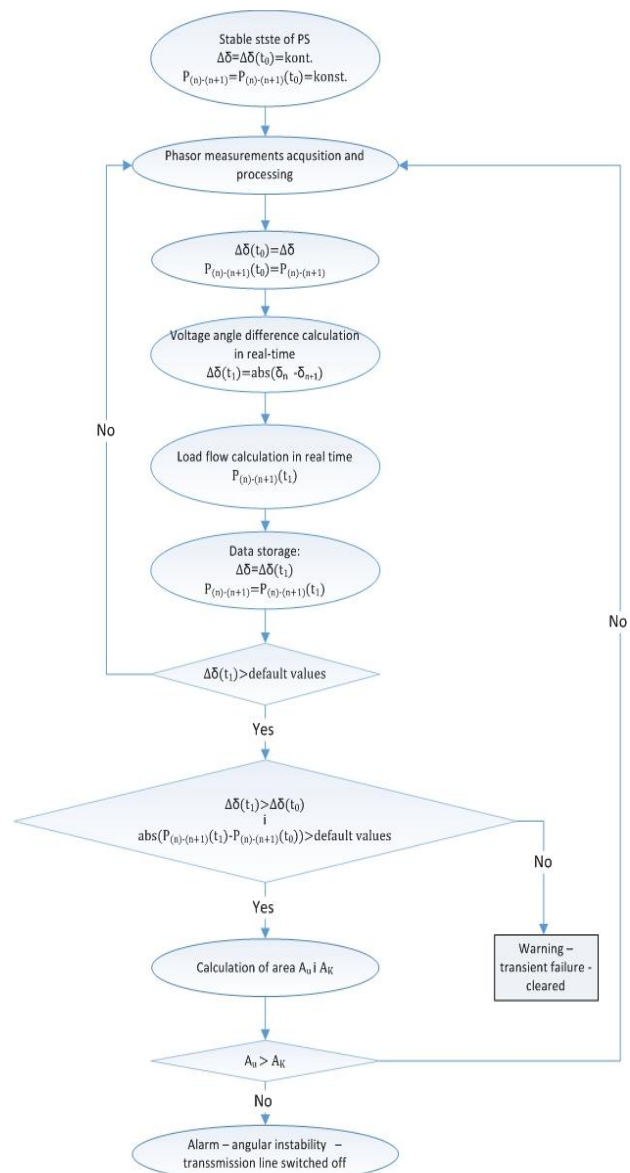 Stable stste of PS
Δδ=Δδ(t₀)=kont.
P₍ₙ₎₋₍ₙ₊₁₎=P₍ₙ₎₋₍ₙ₊₁₎(t₀)=konst.
Phasor measurements acqusition and
processing
Δδ(t₀)=Δδ
P₍ₙ₎₋₍ₙ₊₁₎(t₀)=P₍ₙ₎₋₍ₙ₊₁₎
Voltage angle difference calculation
in real-time
Δδ(t₁)=abs(δₙ -δₙ₊₁)
No
Load flow calculation in real time
P₍ₙ₎₋₍ₙ₊₁₎(t₁)
Data storage:
Δδ=Δδ(t₁)
P₍ₙ₎₋₍ₙ₊₁₎=P₍ₙ₎₋₍ₙ₊₁₎(t₁)
No
Δδ(t₁)>default values
Yes
Δδ(t₁)>Δδ(t₀)
i
abs(P₍ₙ₎₋₍ₙ₊₁₎(t₁)-P₍ₙ₎₋₍ₙ₊₁₎(t₀))>default values
No
Yes
Warning –
transient failure -
cleared
Calculation of area Aᵤ i A_K
Aᵤ > A_K
No
Alarm – angular instability –
transsmission line switched off